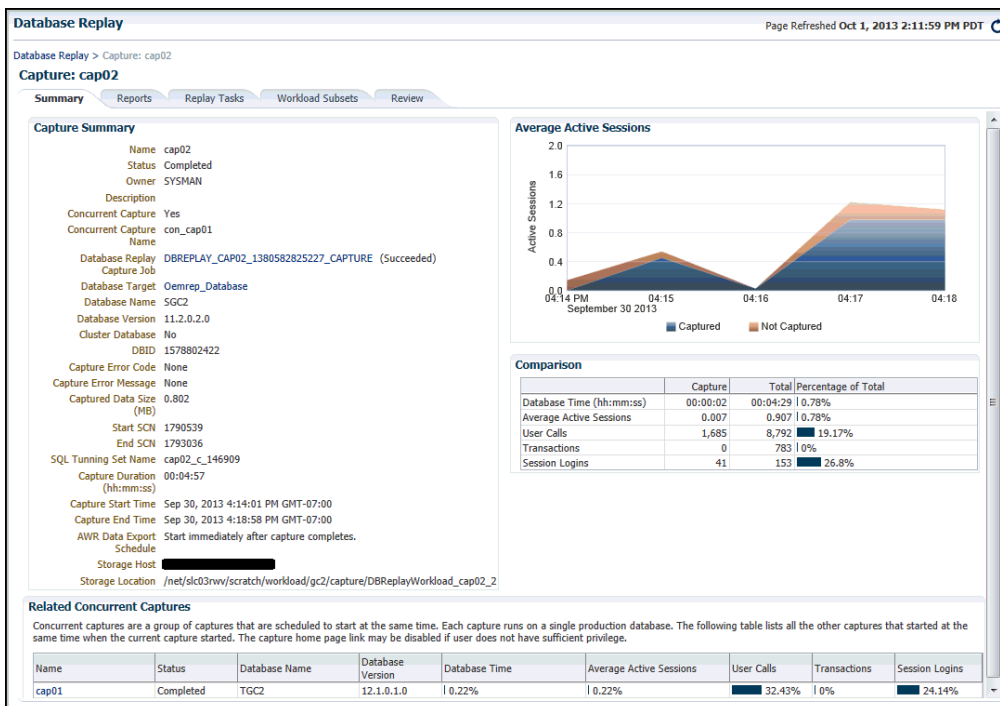 Database Replay
Page Refreshed Oct 1, 2013 2:11:59 PM PDT
Database Replay > Capture: cap02
Capture: cap02
Summary Reports Replay Tasks Workload Subsets Review
Capture Summary
Name cap02
Status Completed
Owner SYSMAN
Description
Concurrent Capture Yes
Concurrent Capture Name con_cap01
Database Replay Capture Job DBREPLAY_CAP02_1380582825227_CAPTURE (Succeeded)
Database Target Oemrep_Database
Database Name SGC2
Database Version 11.2.0.2.0
Cluster Database No
DBID 1578802422
Capture Error Code None
Capture Error Message None
Captured Data Size (MB) 0.802
Start SCN 1790539
End SCN 1793036
SQL Tunning Set Name cap02_c_146909
Capture Duration (hh:mm:ss) 00:04:57
Capture Start Time Sep 30, 2013 4:14:01 PM GMT-07:00
Capture End Time Sep 30, 2013 4:18:58 PM GMT-07:00
AWR Data Export Schedule Start immediately after capture completes.
Storage Host
Storage Location /net/slc03rwv/scratch/workload/gc2/capture/DBReplayWorkload_cap02_2
Average Active Sessions
Active Sessions
2.0
1.6
1.2
0.8
0.4
0.0
04:14 PM 04:15 04:16 04:17 04:18
September 30 2013
Captured Not Captured
Comparison
Capture Total Percentage of Total
Database Time (hh:mm:ss) 00:00:02 00:04:29 0.78%
Average Active Sessions 0.007 0.907 0.78%
User Calls 1,685 8,792 19.17%
Transactions 0 783 0%
Session Logins 41 153 26.8%
Related Concurrent Captures
Concurrent captures are a group of captures that are scheduled to start at the same time. Each capture runs on a single production database. The following table lists all the other captures that started at the
same time when the current capture started. The capture home page link may be disabled if user does not have sufficient privilege.
Name Status Database Name Database Version Database Time Average Active Sessions User Calls Transactions Session Logins
cap01 Completed TGC2 12.1.0.1.0 0.22% 0.22% 32.43% 0% 24.14%